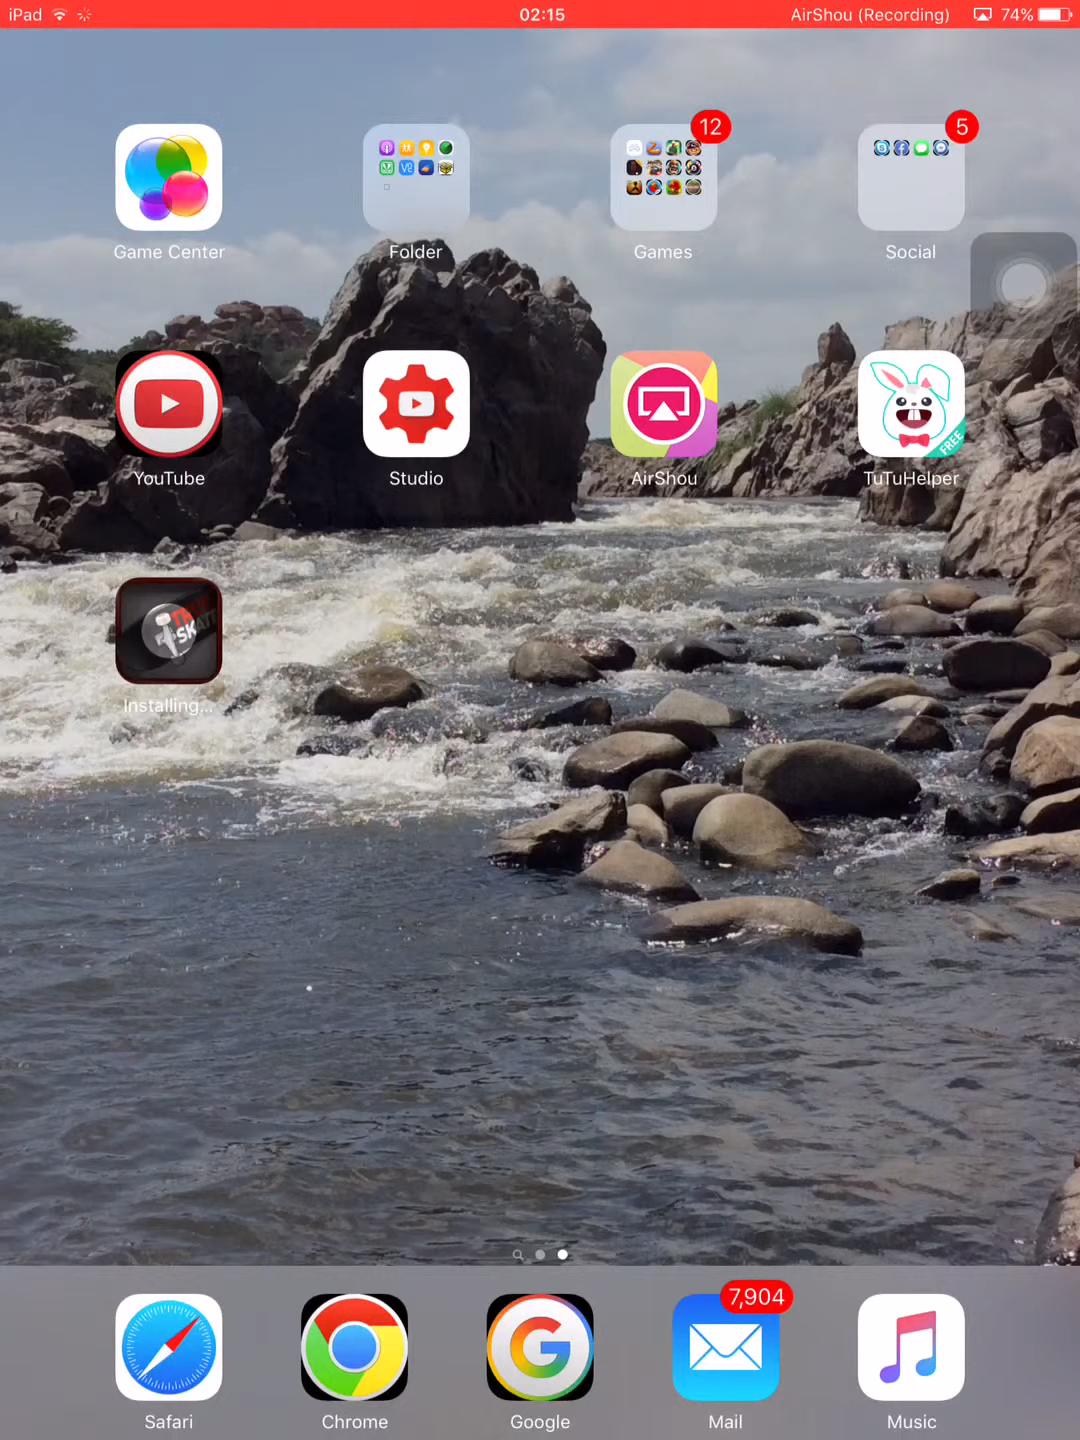 iPad 02:15 AirShou (Recording) 74%
12 5
Game Center Folder Games Social
FREE
YouTube Studio AirShou TuTuHelper
SK
Installing...
7,904
Safari Chrome Google Mail Music